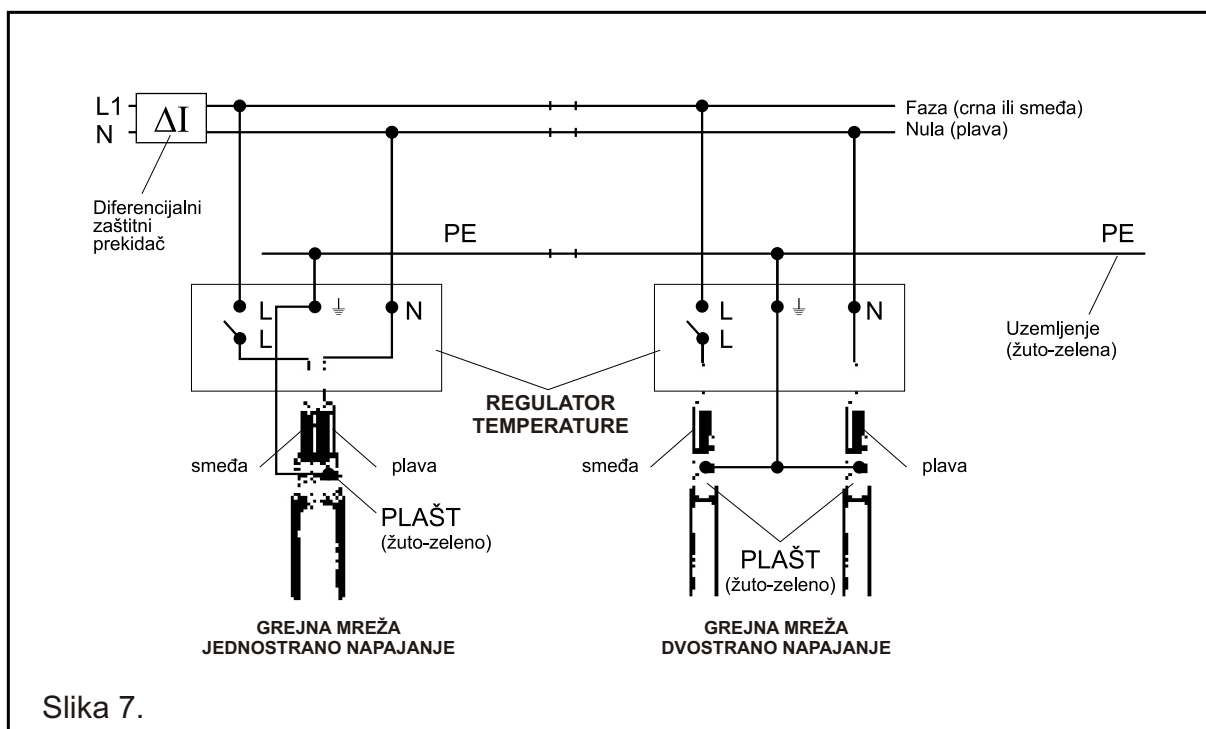 L1
N
ΔI
Faza (crna ili smeđa)
Nula (plava)
Diferencijalni
zaštitni
prekidač
PE
PE
L
L
N
L
L
N
Uzemljenje
(žuto-zelena)
REGULATOR
TEMPERATURE
smeđa
plava
smeđa
plava
PLAŠT
(žuto-zeleno)
PLAŠT
(žuto-zeleno)
GREJNA MREŽA
JEDNOSTRANO NAPAJANJE
GREJNA MREŽA
DVOSTRANO NAPAJANJE
Slika 7.